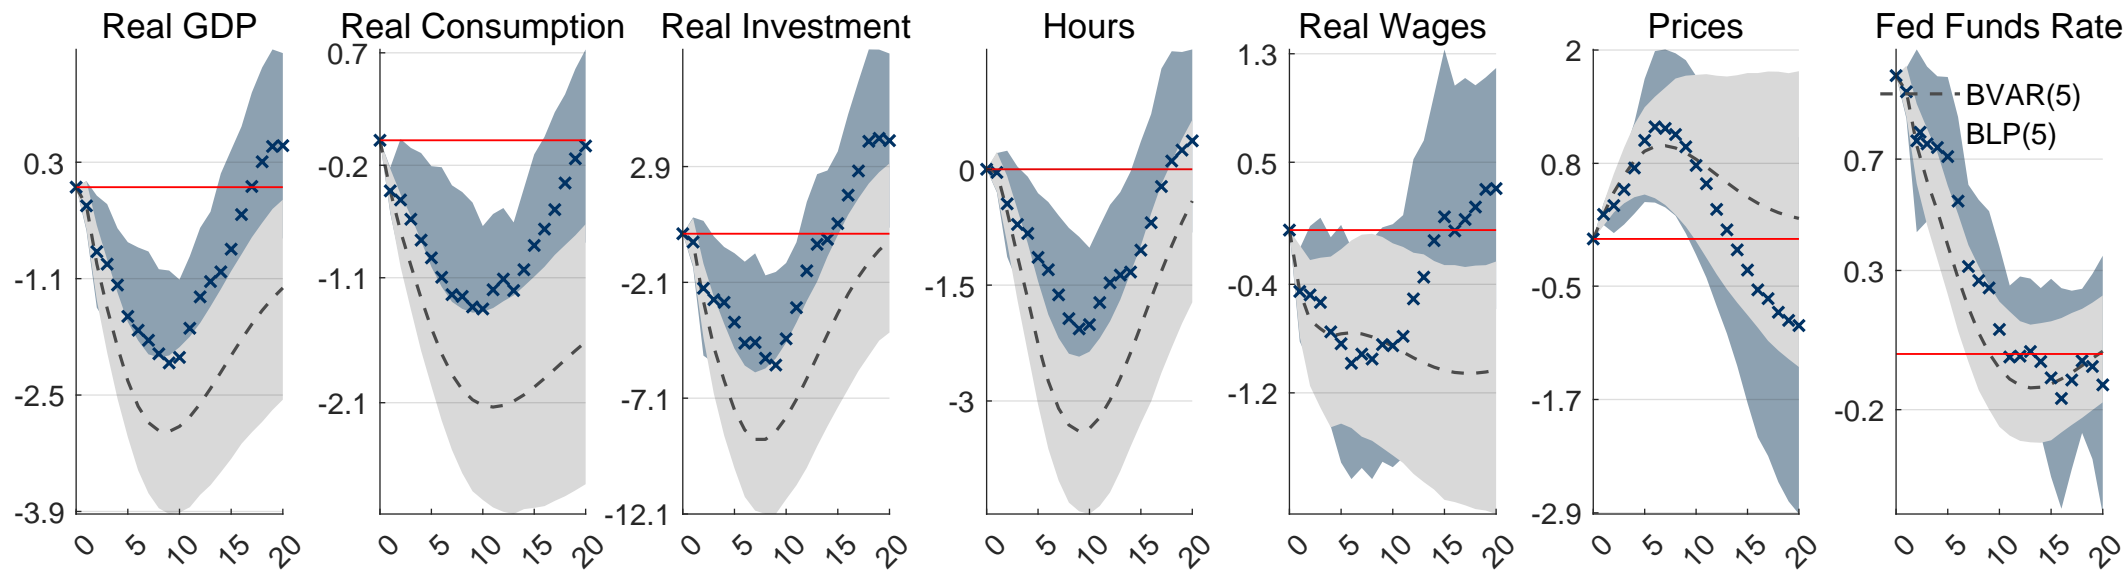 Real GDP
0.3
-1.1
-2.5
-3.9
0 5 10 15 20
Real Consumption
0.7
-0.2
-1.1
-2.1
0 5 10 15 20
Real Investment
2.9
-2.1
-7.1
-12.1
0 5 10 15 20
Hours
0
-1.5
-3
0 5 10 15 20
Real Wages
1.3
0.5
-0.4
-1.2
0 5 10 15 20
Prices
2
0.8
-0.5
-1.7
-2.9
0 5 10 15 20
Fed Funds Rate
BVAR(5)
BLP(5)
0.7
0.3
-0.2
0 5 10 15 20